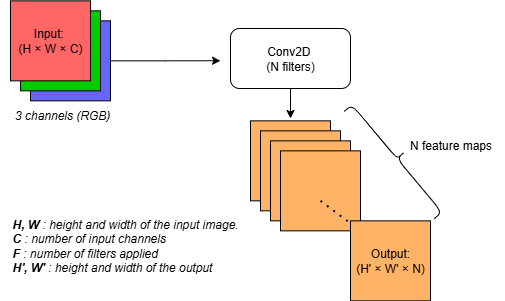 Input:
(H × W × C)
3 channels (RGB)
Conv2D
(N filters)
N feature maps
Output:
(H' × W' × N)
H, W : height and width of the input image.
C : number of input channels
F : number of filters applied
H', W' : height and width of the output